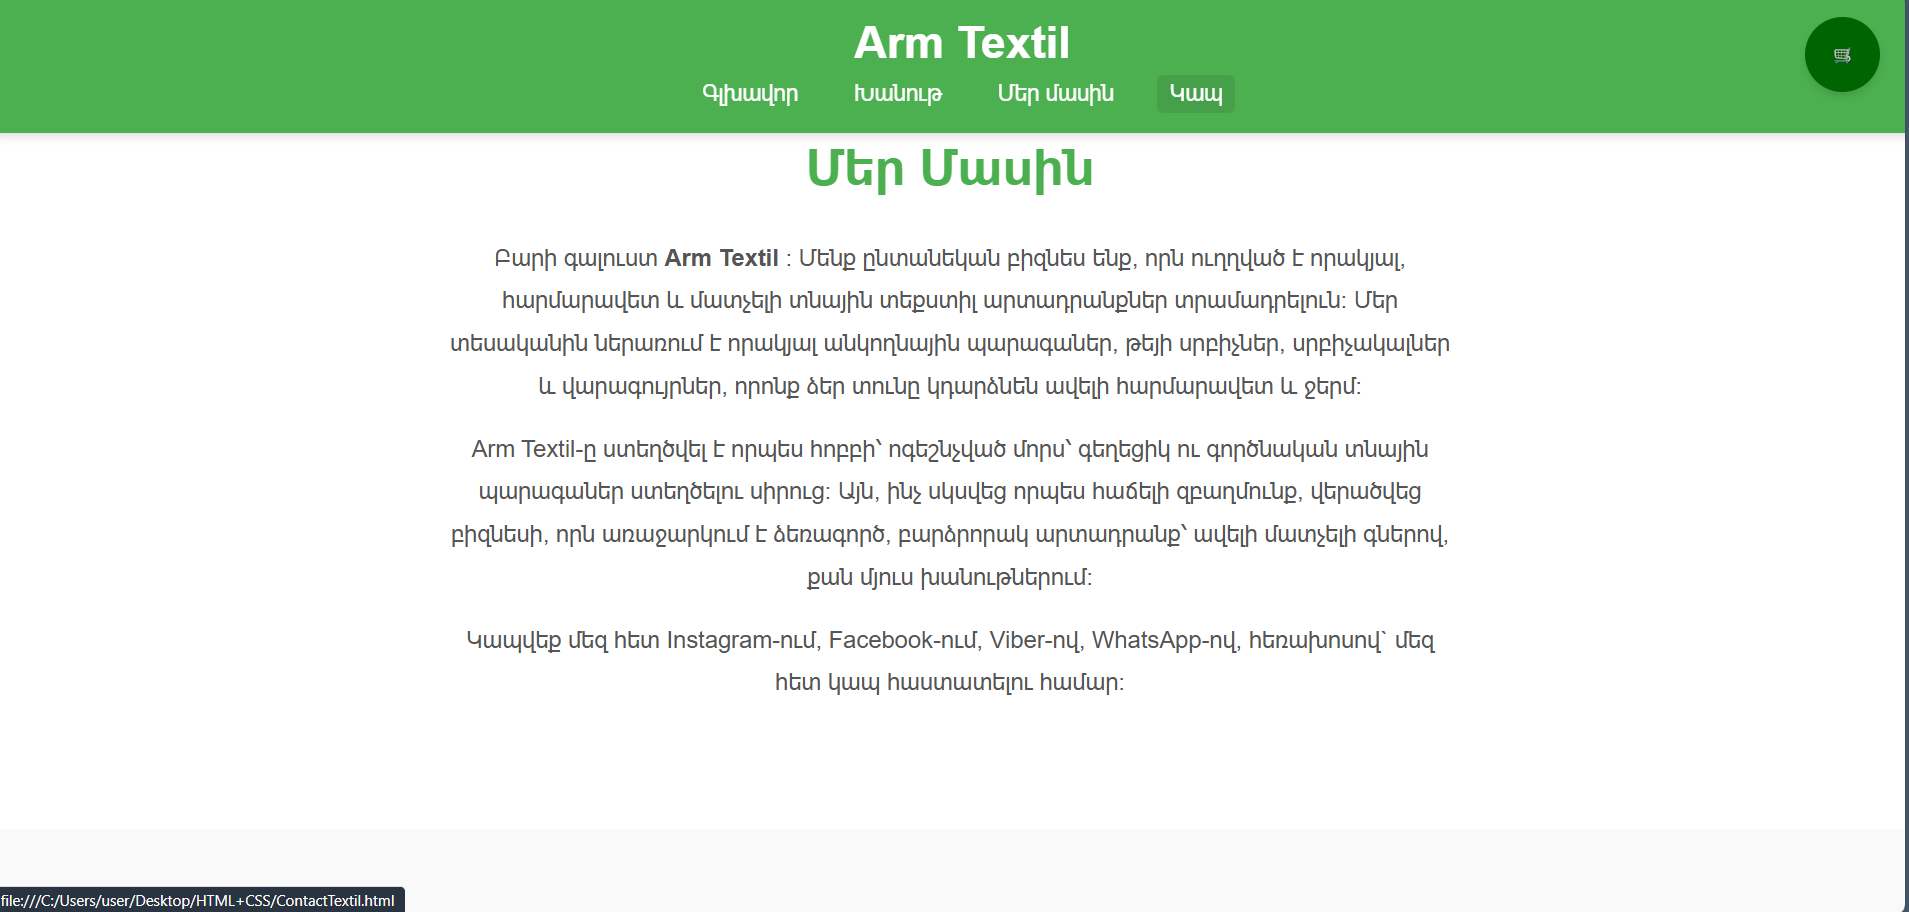 Arm Textil
Գլխավոր Խանութ Մեր մասին Կապ
Մեր Մասին
Բարի գալուստ Arm Textil : Մենք ընտանեկան բիզնես ենք, որն ուղղված է որակյալ,
հարմարավետ և մատչելի տնային տեքստիլ արտադրանքներ տրամադրելուն: Մեր
տեսականին ներառում է որակյալ անկողնային պարագաներ, թեյի սրբիչներ, սրբիչակալներ
և վարագույրներ, որոնք ձեր տունը կդարձնեն ավելի հարմարավետ և ջերմ:
Arm Textil-ը ստեղծվել է որպես հոբբի՝ ոգեշնչված մորս՝ գեղեցիկ ու գործնական տնային
պարագաներ ստեղծելու սիրուց: Այն, ինչ սկսվեց որպես հաճելի զբաղմունք, վերածվեց
բիզնեսի, որն առաջարկում է ձեռագործ, բարձրորակ արտադրանք՝ ավելի մատչելի գներով,
քան մյուս խանութներում:
Կապվեք մեզ հետ Instagram-ում, Facebook-ում, Viber-ով, WhatsApp-ով, հեռախոսով` մեզ
հետ կապ հաստատելու համար:
file:///C:/Users/user/Desktop/HTML+CSS/ContactTextil.html